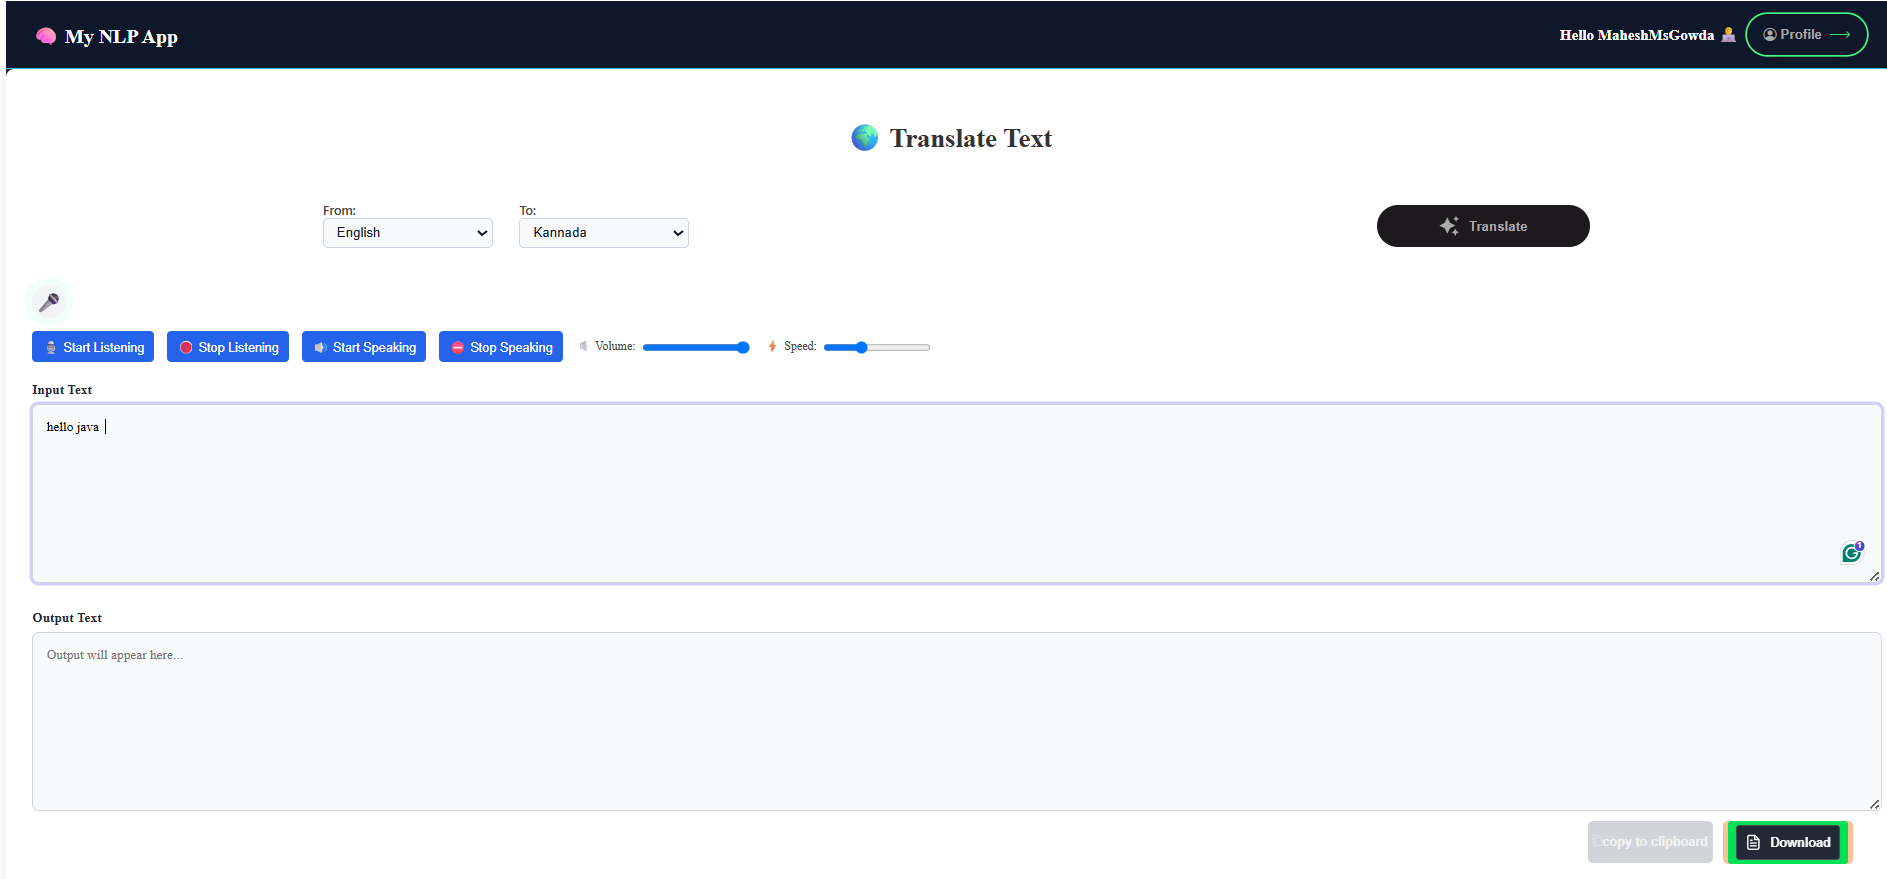 My NLP App
Hello MaheshMsGowda
Profile
Translate Text
From:
To:
English
Kannada
Translate
Start Listening
Stop Listening
Start Speaking
Stop Speaking
Volume:
Speed:
Input Text
hello java
1
Output Text
Output will appear here...
copy to clipboard
Download